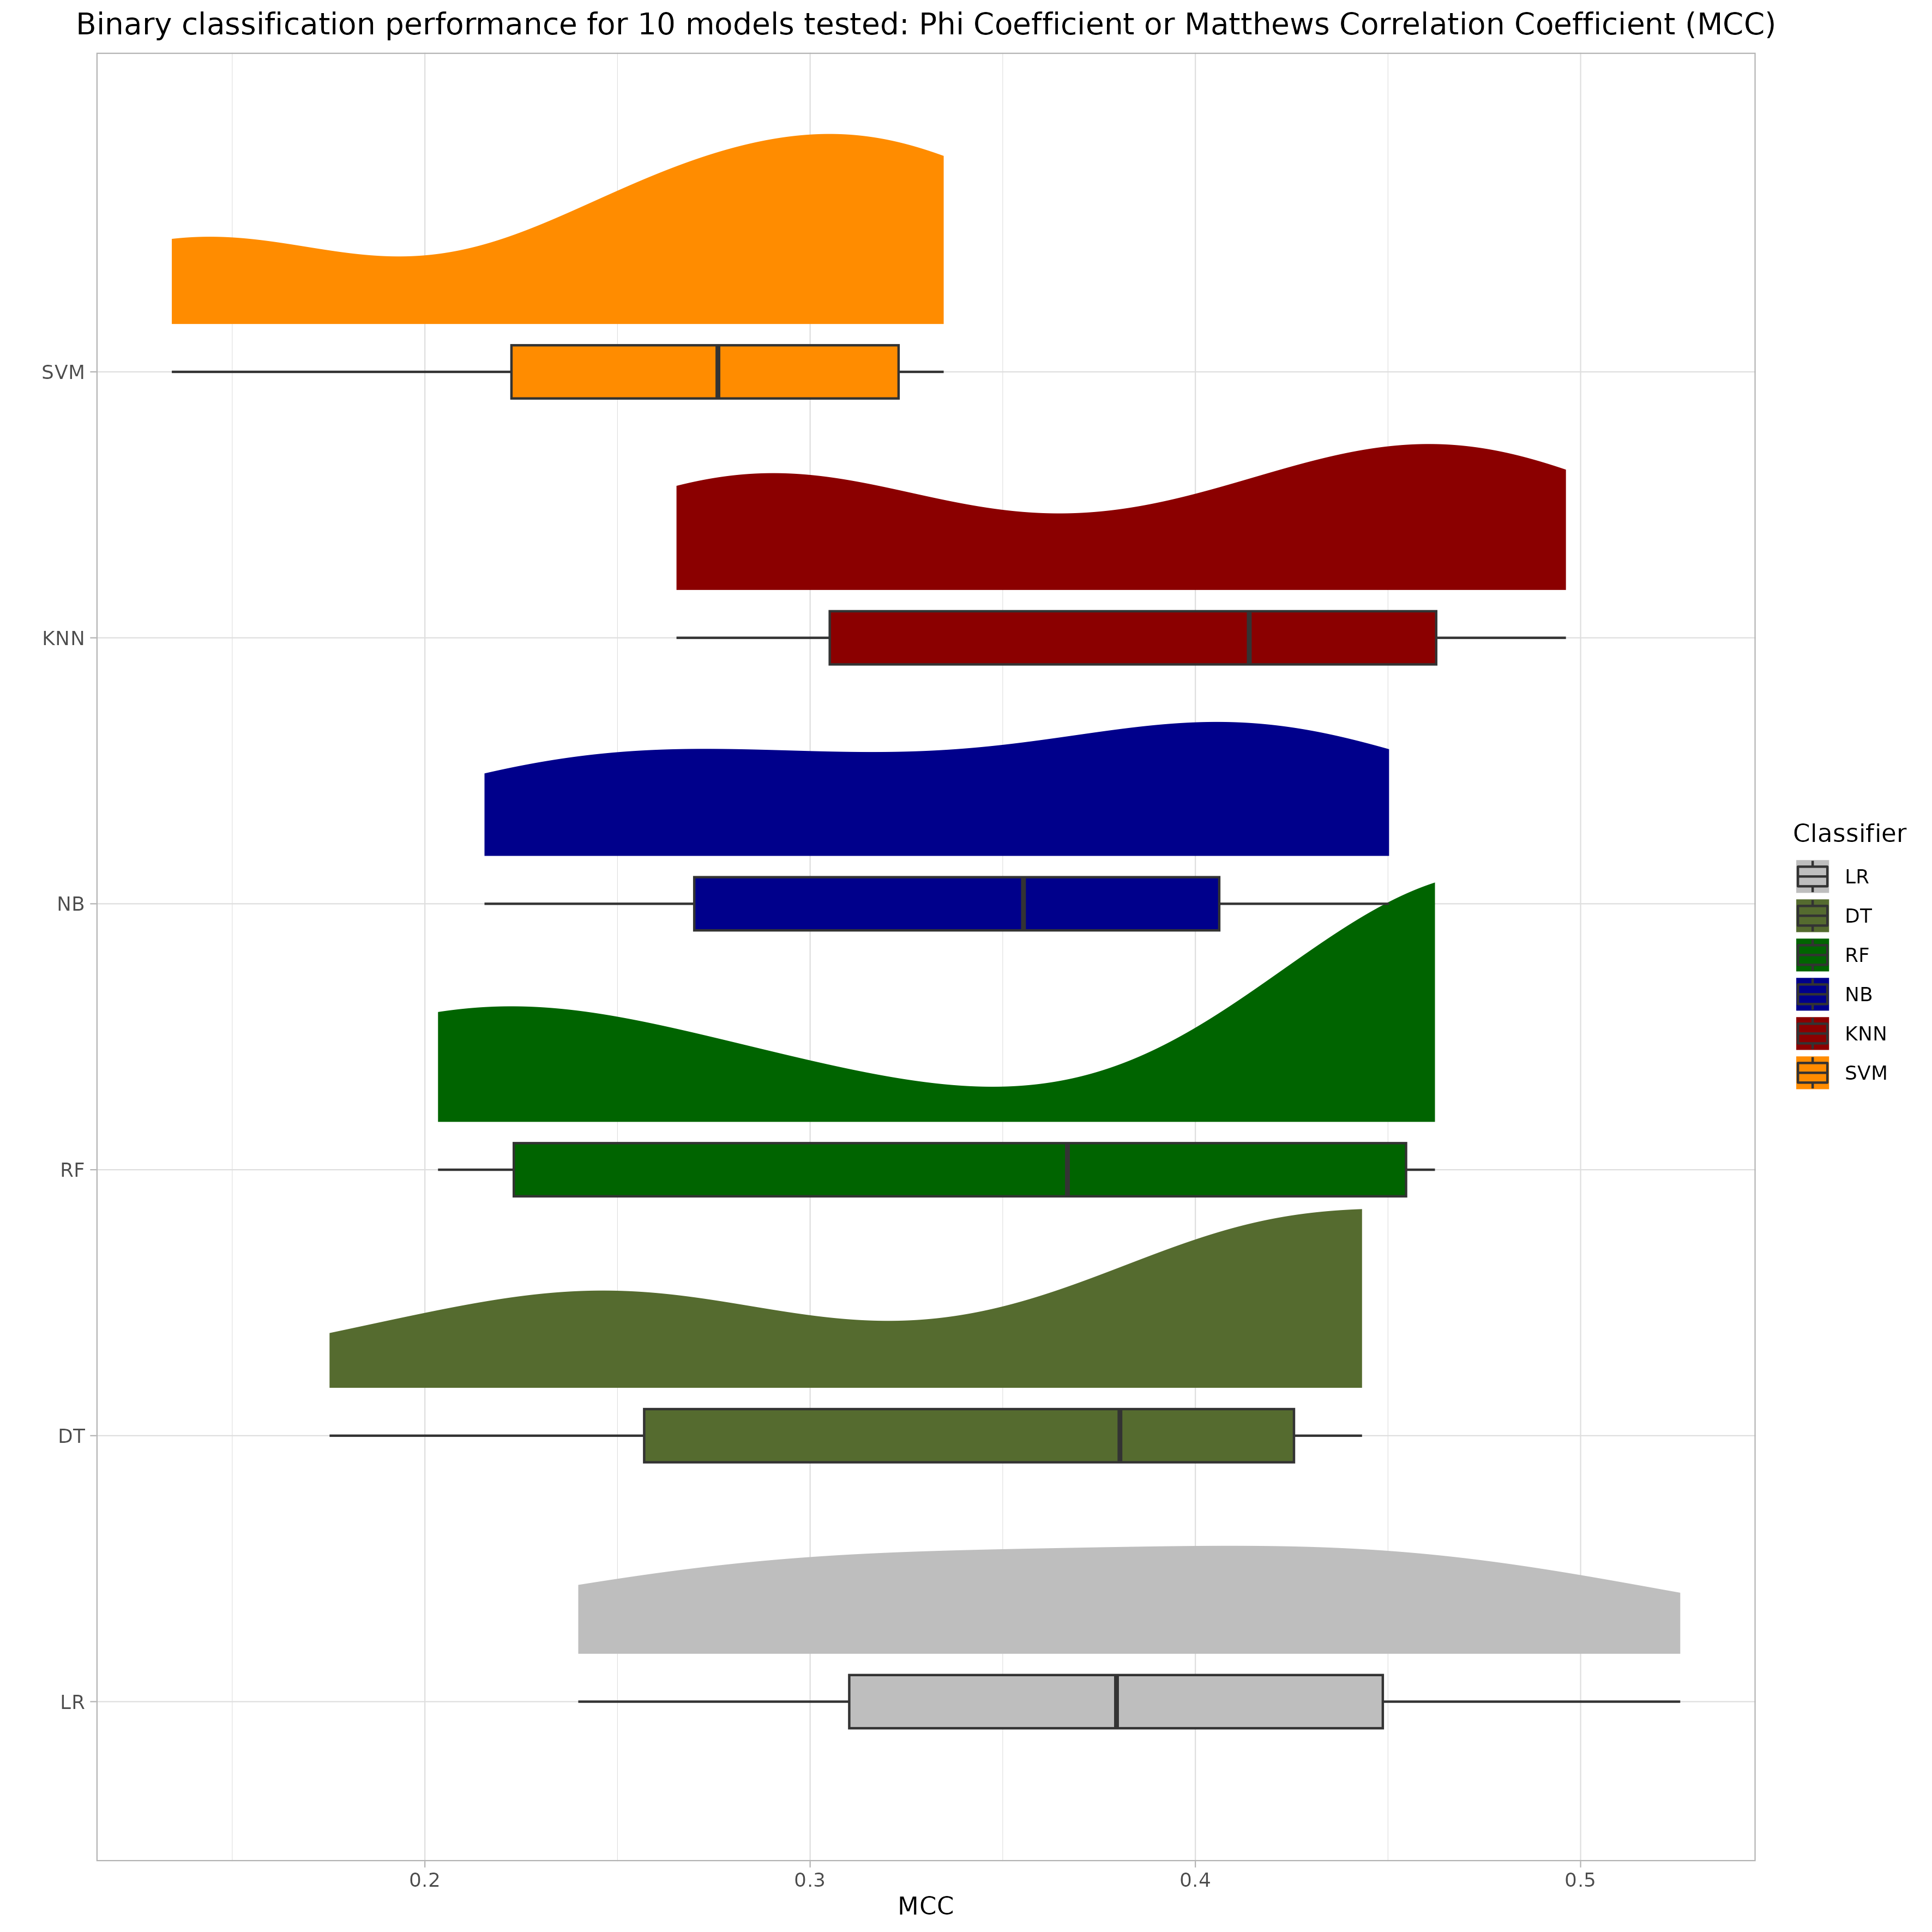 Binary classification performance for 10 models tested: Phi Coefficient or Matthews Correlation Coefficient (MCC)
SVM
KNN
NB
RF
DT
LR
0.2
0.3
0.4
0.5
MCC
Classifier
LR
DT
RF
NB
KNN
SVM